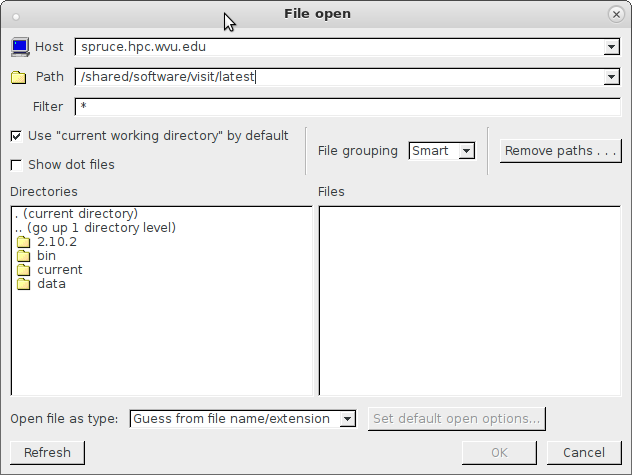 File open
Host spruce.hpc.wvu.edu
Path /shared/software/visit/latest
Filter *
Use "current working directory" by default
Show dot files
File grouping Smart
Remove paths . . .
Directories
. (current directory)
.. (go up 1 directory level)
2.10.2
bin
current
data
Files
Open file as type: Guess from file name/extension Set default open options...
Refresh OK Cancel